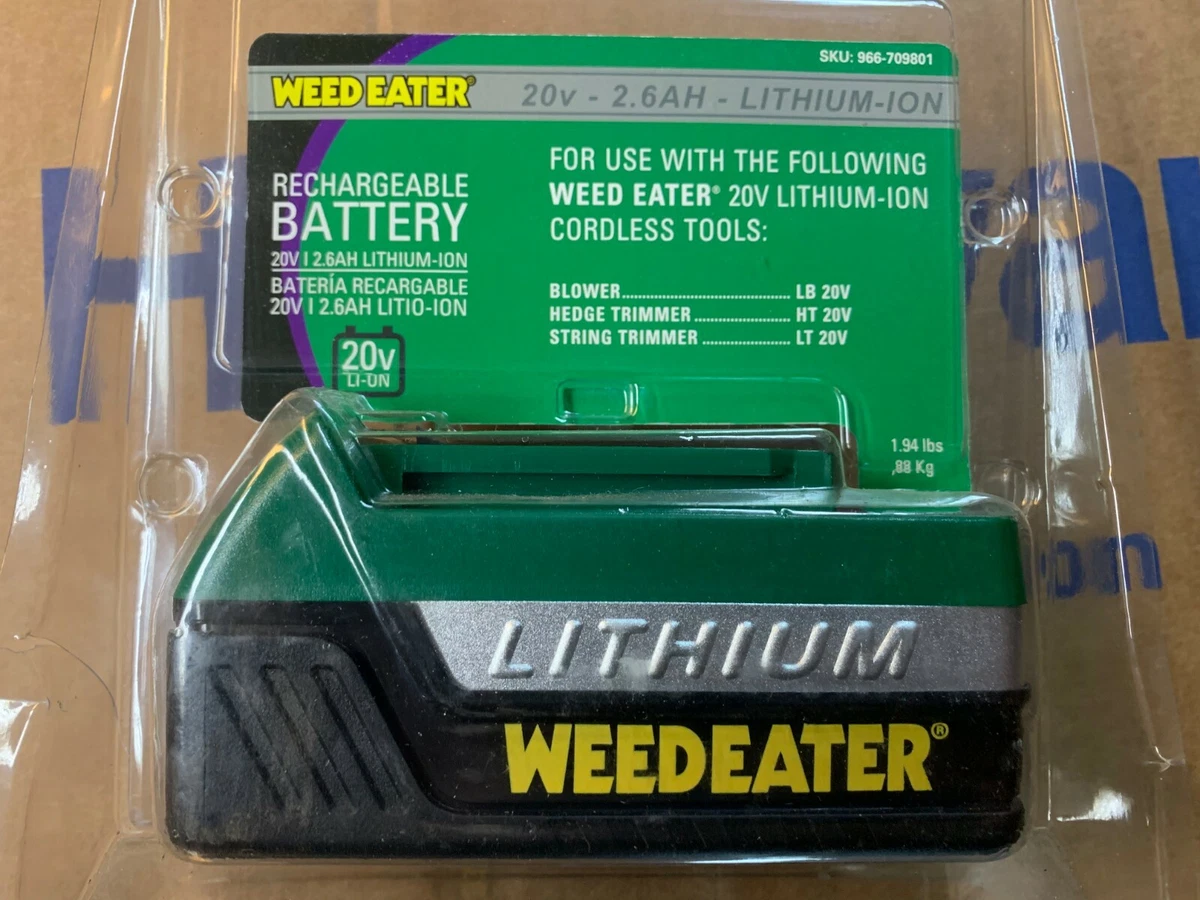 SKU: 966-709801
WEED EATER®
20v - 2.6AH - LITHIUM-ION
RECHARGEABLE
BATTERY
20V | 2.6AH LITHIUM-ION
BATERÍA RECARGABLE
20V | 2.6AH LITIO-ION
20v
LI-ON
FOR USE WITH THE FOLLOWING
WEED EATER® 20V LITHIUM-ION
CORDLESS TOOLS:
BLOWER.................................................. LB 20V
HEDGE TRIMMER............................ HT 20V
STRING TRIMMER .......................... LT 20V
1.94 lbs
,88 Kg
LITHIUM
WEEDEATER®